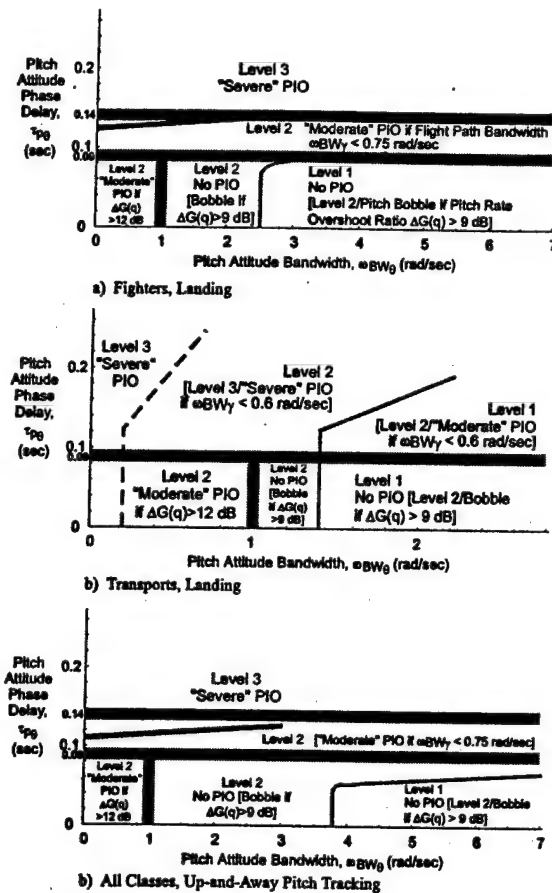 Level 3
"Severe" PIO
Pitch
Attitude
Phase
Delay,
τpθ
(sec)
0.2
0.14
0.1
0.09
0
Level 2 "Moderate" PIO if Flight Path Bandwidth
ωBWγ < 0.75 rad/sec
Level 2
"Moderate"
PIO if
ΔG(q)
>12 dB
Level 2
No PIO
[Bobble if
ΔG(q)>9 dB]
Level 1
No PIO
[Level 2/Pitch Bobble if Pitch Rate
Overshoot Ratio ΔG(q) > 9 dB]
0 1 2 3 4 5 6 7
Pitch Attitude Bandwidth, ωBWθ (rad/sec)
a) Fighters, Landing
Pitch
Attitude
Phase
Delay,
τpθ
(sec)
0.2
0.1
0.09
0
Level 3
"Severe"
PIO
Level 2
[Level 3/"Severe" PIO
if ωBWγ < 0.6 rad/sec]
Level 1
[Level 2/"Moderate" PIO
if ωBWγ < 0.6 rad/sec]
Level 2
"Moderate" PIO
if ΔG(q)>12 dB
Level 2
No PIO
[Bobble
if ΔG(q)
>9 dB]
Level 1
No PIO [Level 2/Bobble
if ΔG(q) > 9 dB]
0 1 2
Pitch Attitude Bandwidth, ωBWθ (rad/sec)
b) Transports, Landing
Pitch
Attitude
Phase
Delay,
τpθ
(sec)
0.2
0.14
0.1
0
Level 3
"Severe" PIO
Level 2 ["Moderate" PIO if ωBWγ < 0.75 rad/sec]
Level 2
"Moderate"
PIO if
ΔG(q)
>12 dB
Level 2
No PIO [Bobble if
ΔG(q)>9 dB]
Level 1
No PIO [Level 2/Bobble
if ΔG(q) > 9 dB]
0 1 2 3 4 5 6 7
Pitch Attitude Bandwidth, ωBWθ (rad/sec)
b) All Classes, Up-and-Away Pitch Tracking